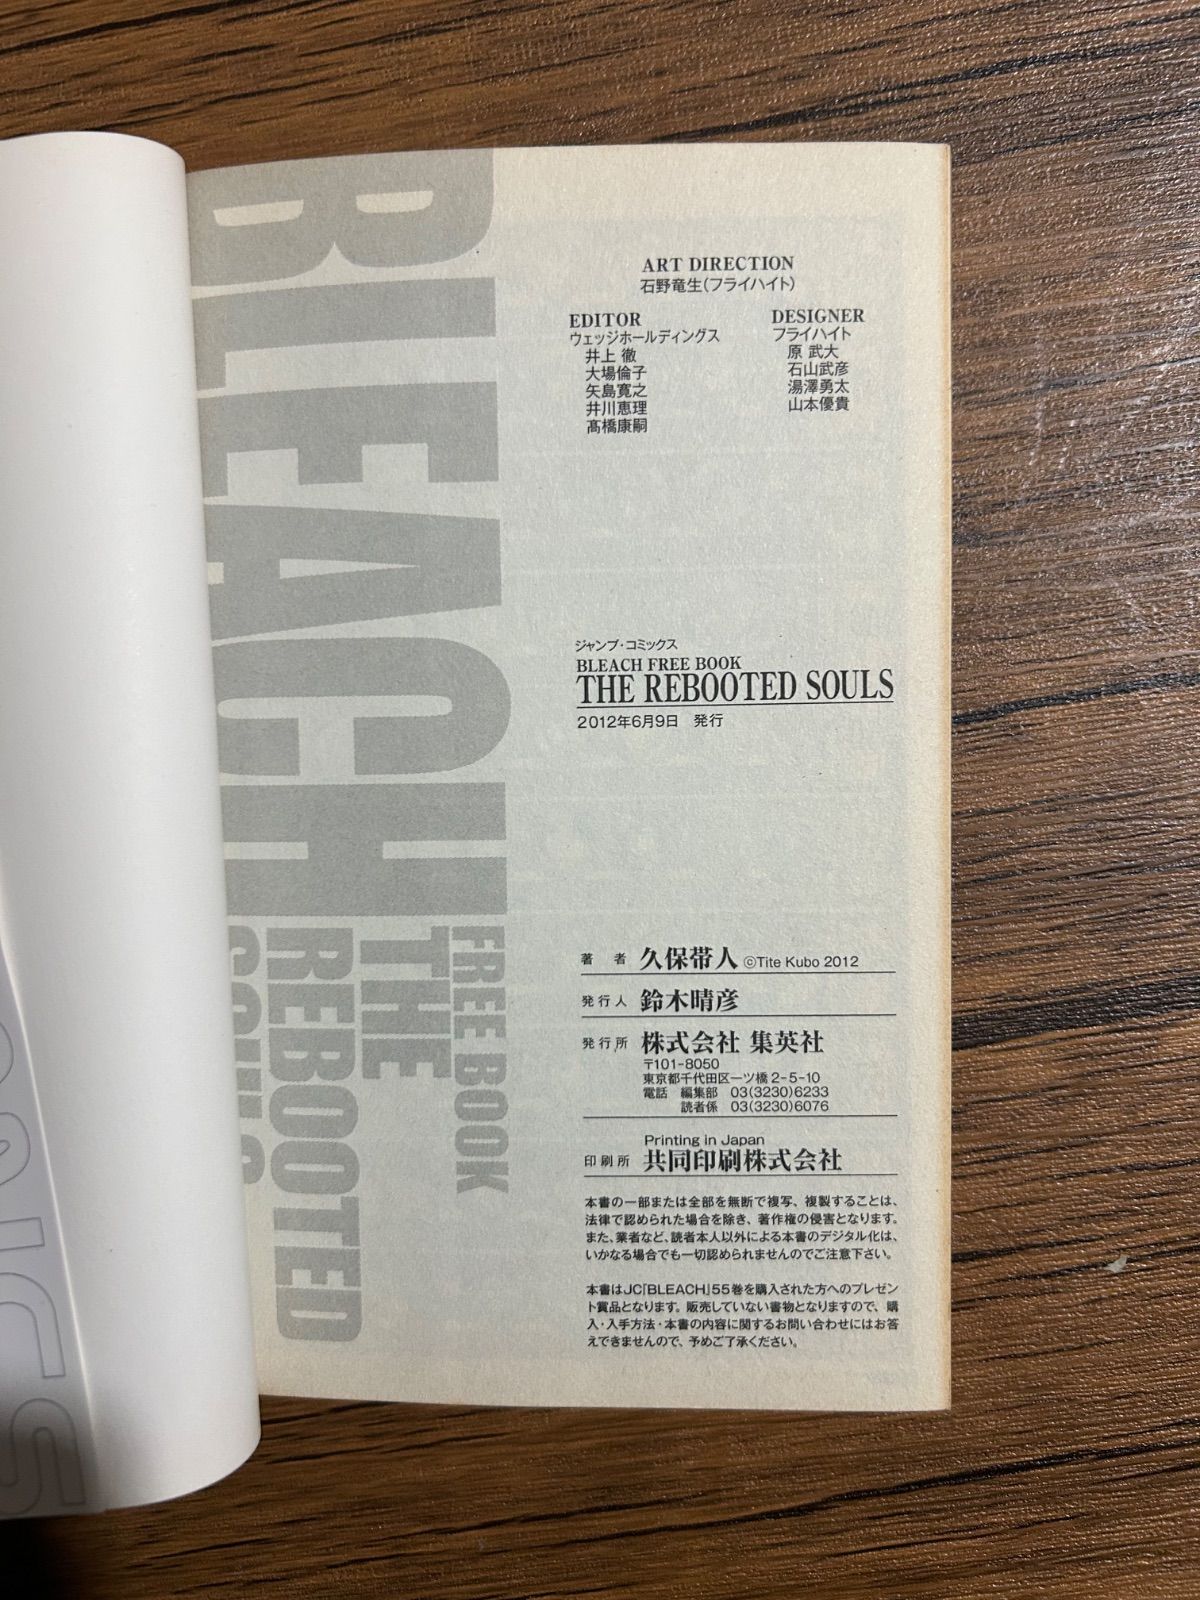 BLEACH
FREE BOOK
THE
REBOOTED
SOULS
ART DIRECTION
石野竜生(フライハイト)
EDITOR
ウェッジホールディングス
井上 徹
大場倫子
矢島寛之
井川恵理
髙橋康嗣
DESIGNER
フライハイト
原 武大
石山武彦
湯澤勇太
山本優貴
ジャンプ・コミックス
BLEACH FREE BOOK
THE REBOOTED SOULS
2012年6月9日 発行
著 者 久保帯人 ©Tite Kubo 2012
発行人 鈴木晴彦
発行所 株式会社 集英社
〒101-8050
東京都千代田区一ツ橋2-5-10
電話 編集部 03(3230)6233
読者係 03(3230)6076
Printing in Japan
印刷所 共同印刷株式会社
本書の一部または全部を無断で複写、複製することは、
法律で認められた場合を除き、著作権の侵害となります。
また、業者など、読者本人以外による本書のデジタル化は、
いかなる場合でも一切認められませんのでご注意下さい。
本書はJC「BLEACH」55巻を購入された方へのプレゼン
ト賞品となります。販売していない書物となりますので、購
入・入手方法・本書の内容に関するお問い合わせにはお答
えできませんので、予めご了承ください。